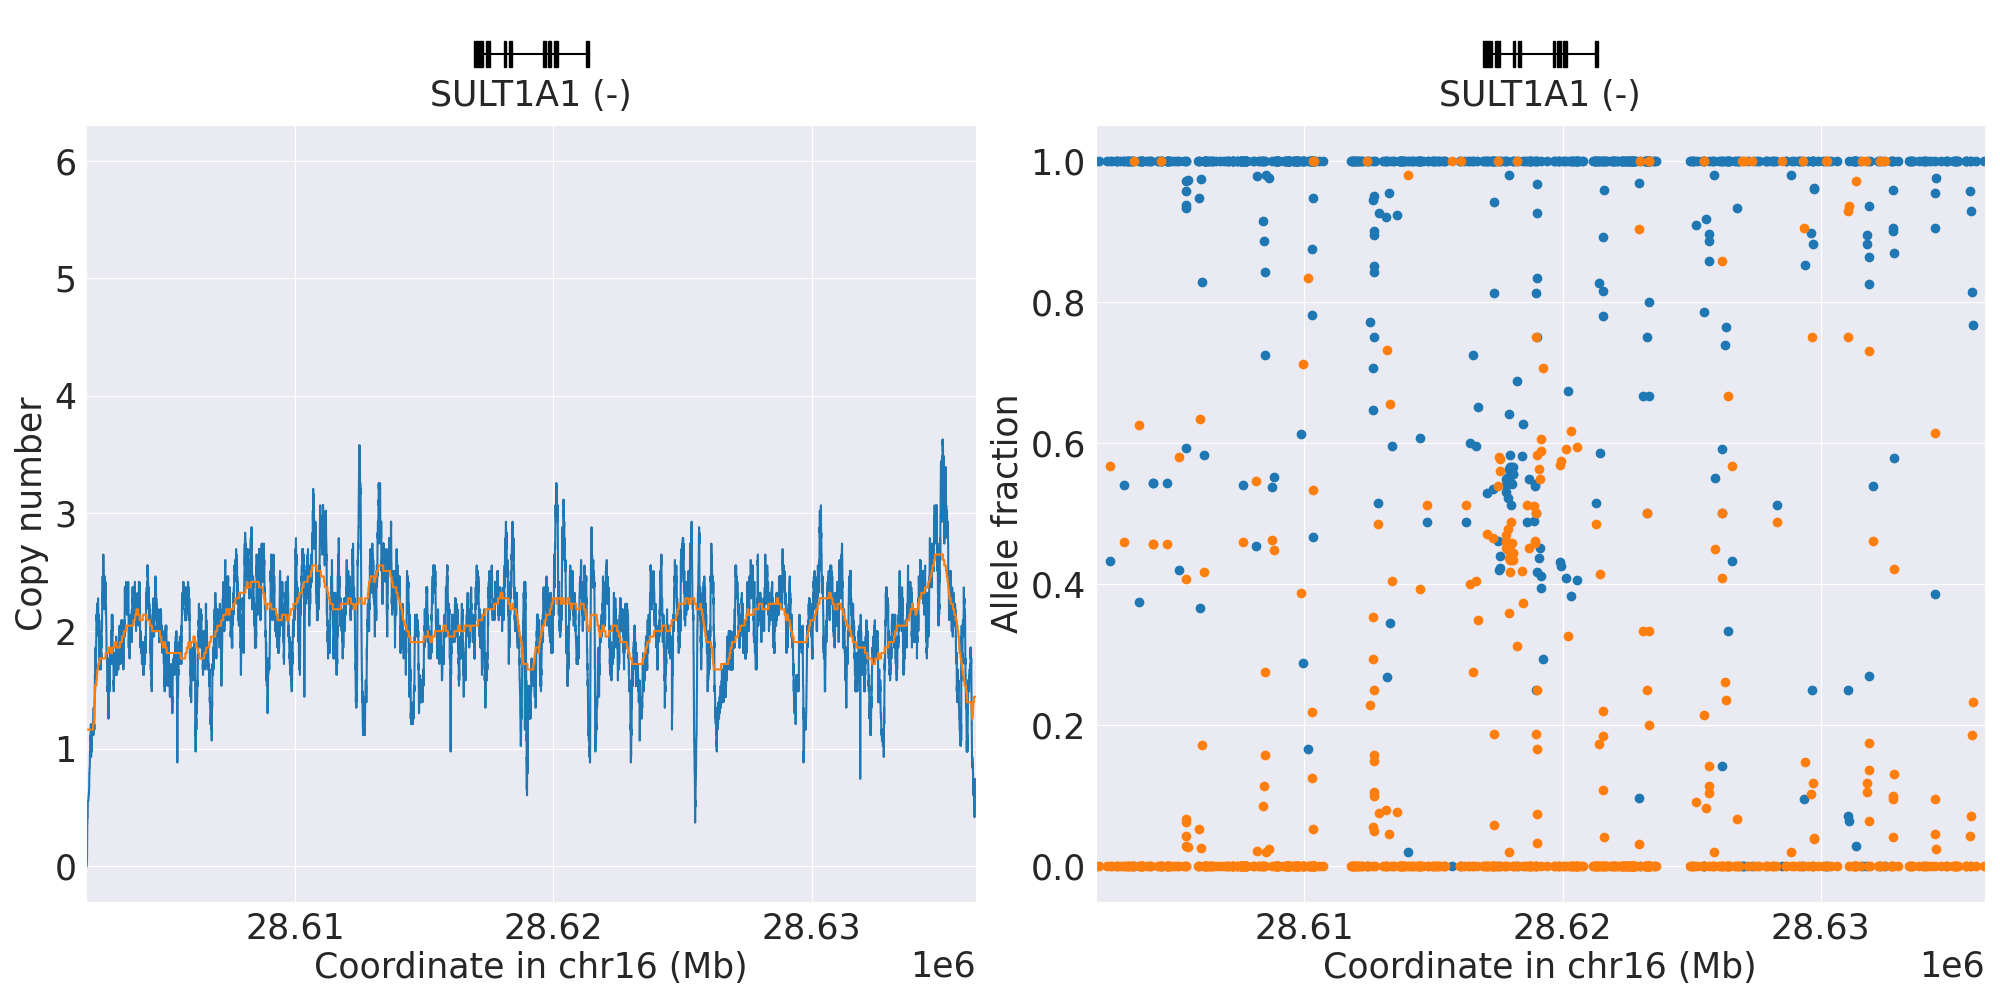 SULT1A1 (-)
6
5
4
3
2
1
0
Copy number
28.61
28.62
28.63
Coordinate in chr16 (Mb)
1e6
SULT1A1 (-)
1.0
0.8
0.6
0.4
0.2
0.0
Allele fraction
28.61
28.62
28.63
Coordinate in chr16 (Mb)
1e6